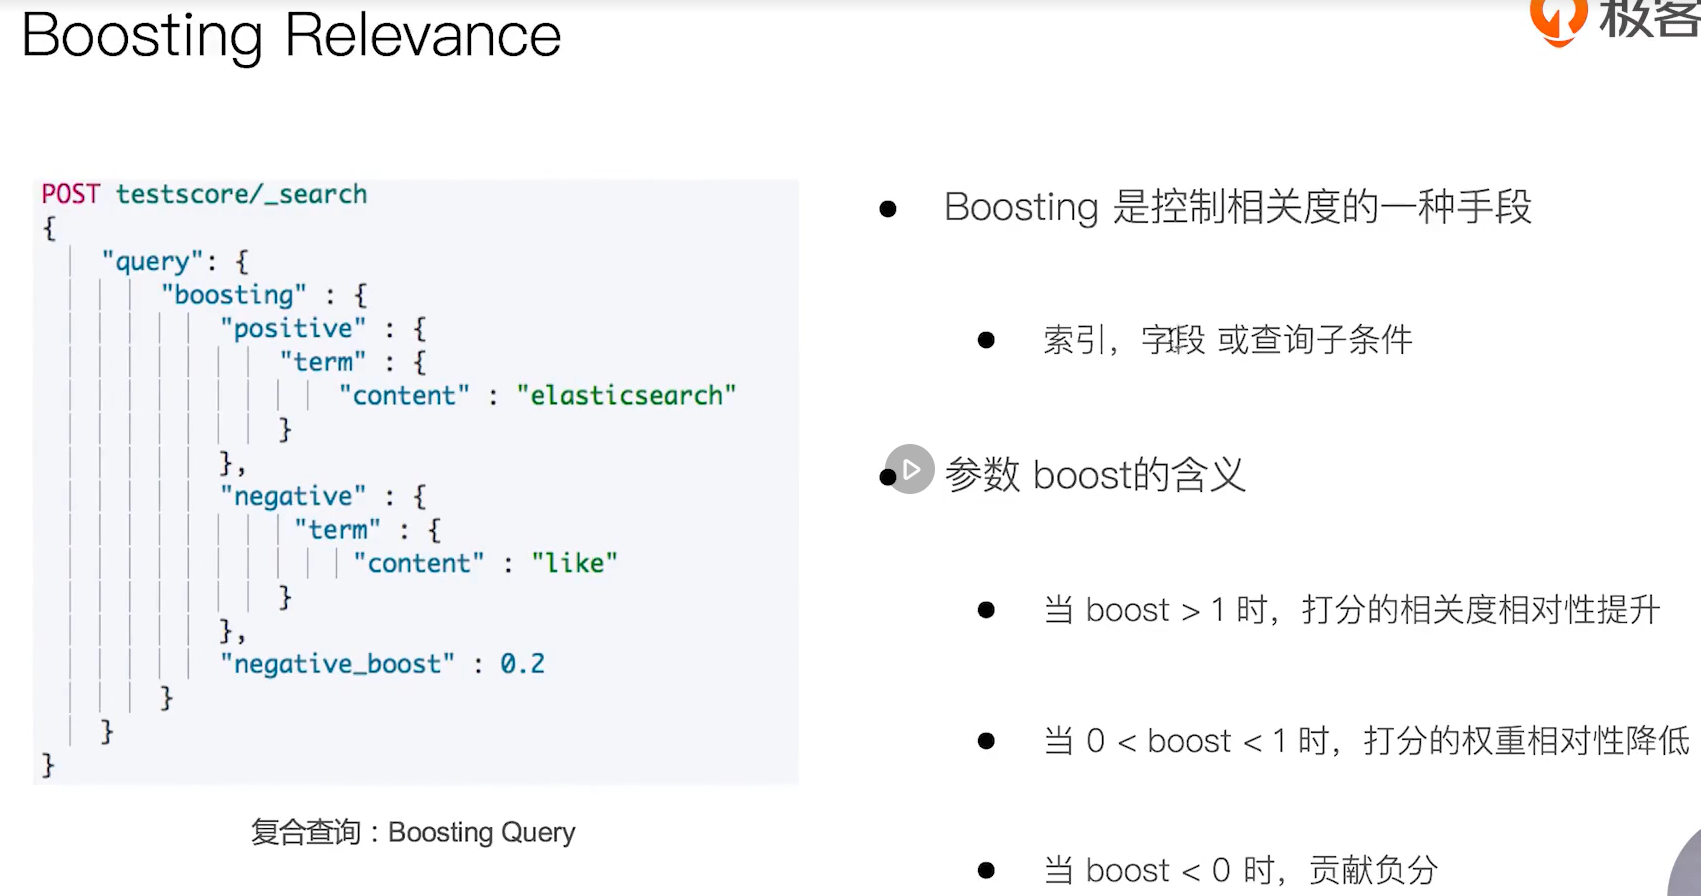 Boosting Relevance
极客
POST testscore/_search
{
"query": {
"boosting" : {
"positive" : {
"term" : {
"content" : "elasticsearch"
}
},
"negative" : {
"term" : {
"content" : "like"
}
},
"negative_boost" : 0.2
}
}
}
复合查询：Boosting Query
Boosting 是控制相关度的一种手段
索引，字段 或查询子条件
参数 boost的含义
当 boost > 1 时，打分的相关度相对性提升
当 0 < boost < 1 时，打分的权重相对性降低
当 boost < 0 时，贡献负分